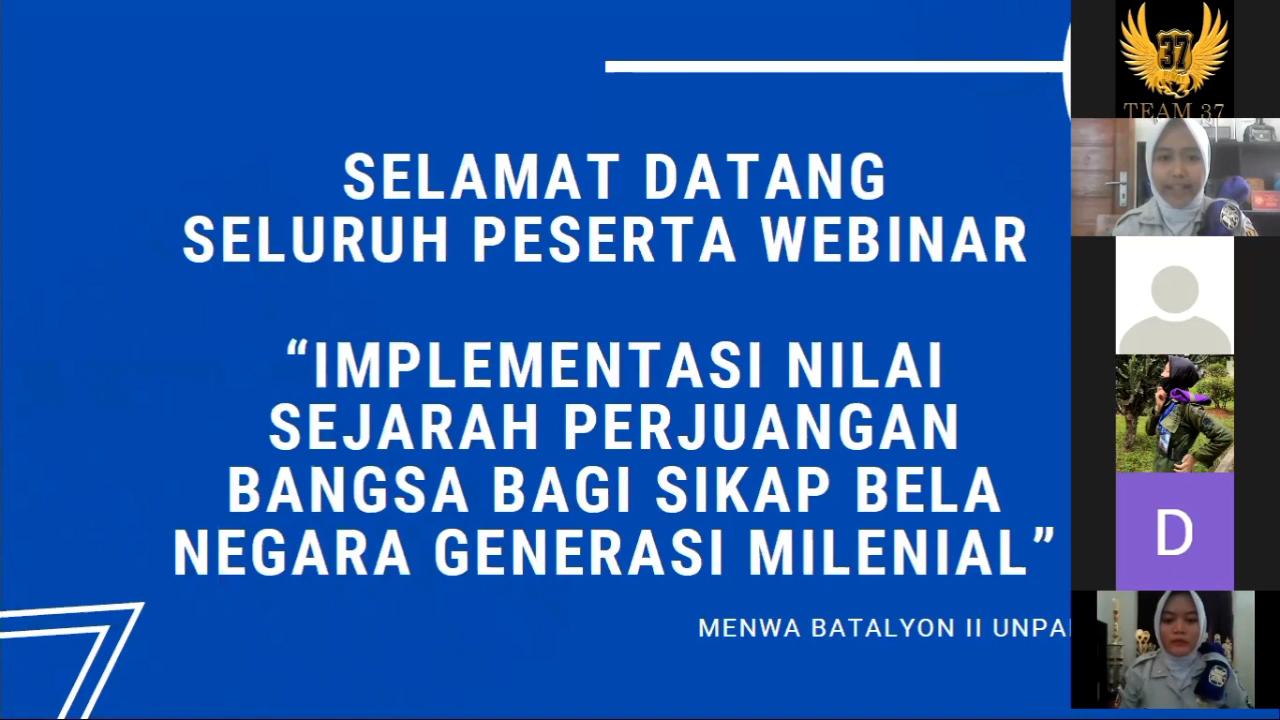 SELAMAT DATANG
SELURUH PESERTA WEBINAR
“IMPLEMENTASI NILAI
SEJARAH PERJUANGAN
BANGSA BAGI SIKAP BELA
NEGARA GENERASI MILENIAL”
MENWA BATALYON II
37
TEAM 37
D